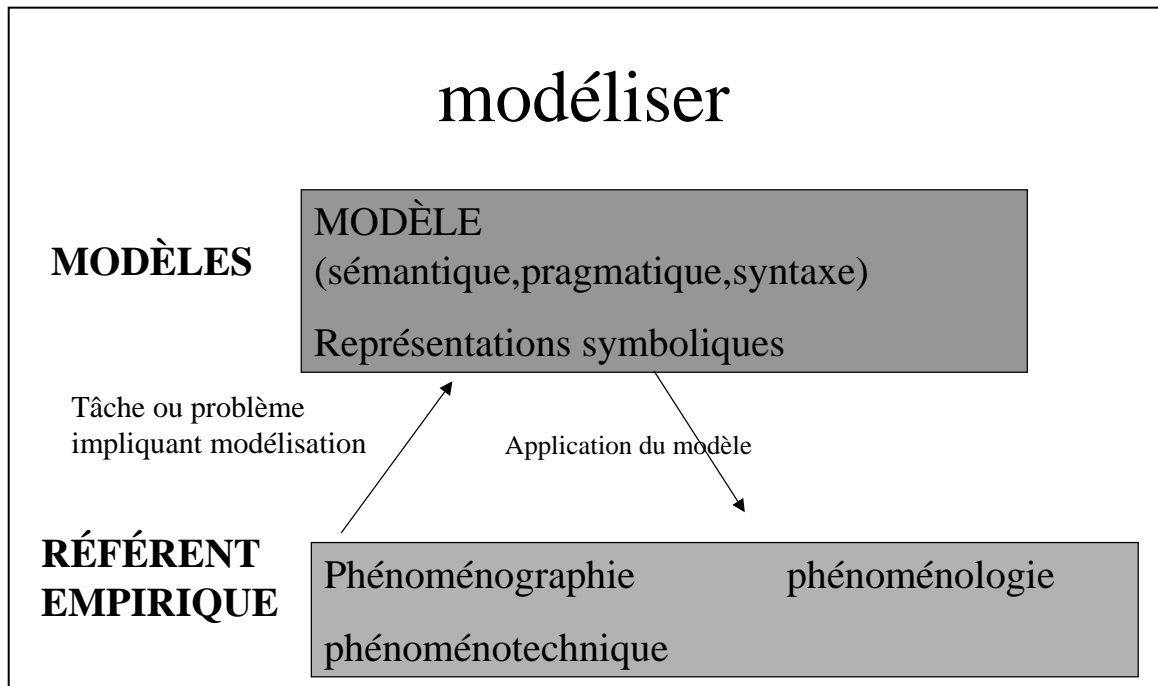 modéliser
MODÈLES
MODÈLE
(sémantique,pragmatique,syntaxe)
Représentations symboliques
Tâche ou problème
impliquant modélisation
Application du modèle
RÉFÉRENT
EMPIRIQUE
Phénoménographie phénoménologie
phénoménotechnique